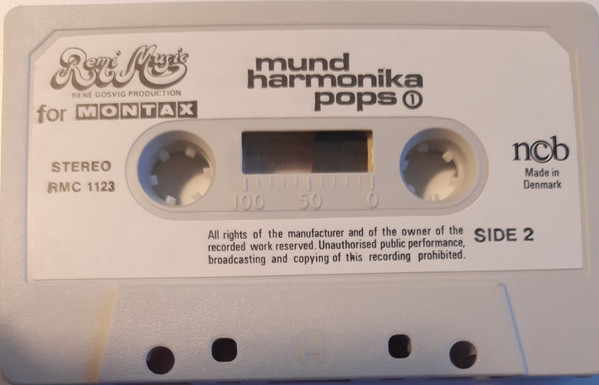 Remi Music
RENÉ GOSVIG PRODUCTION
for MONTAX
mund
harmonika
pops 1
STEREO
RMC 1123
100 50 0
ncb
Made in
Denmark
All rights of the manufacturer and of the owner of the
recorded work reserved. Unauthorised public performance,
broadcasting and copying of this recording prohibited.
SIDE 2
A